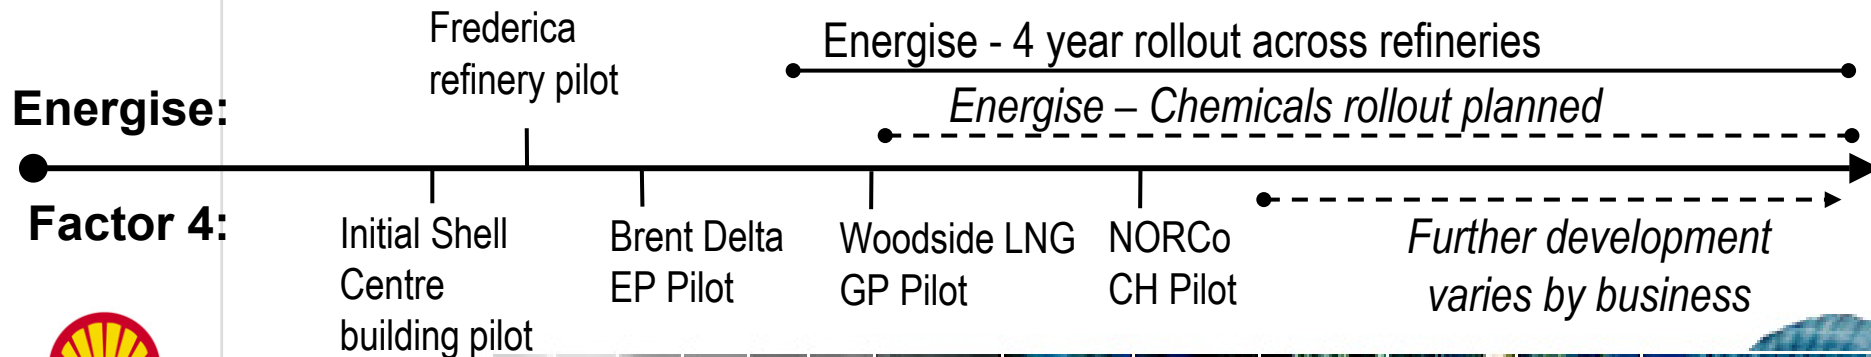 Frederica
refinery pilot
Energise - 4 year rollout across refineries
Energise – Chemicals rollout planned
Energise:
Factor 4:
Initial Shell
Centre
building pilot
Brent Delta
EP Pilot
Woodside LNG
GP Pilot
NORCo
CH Pilot
Further development
varies by business